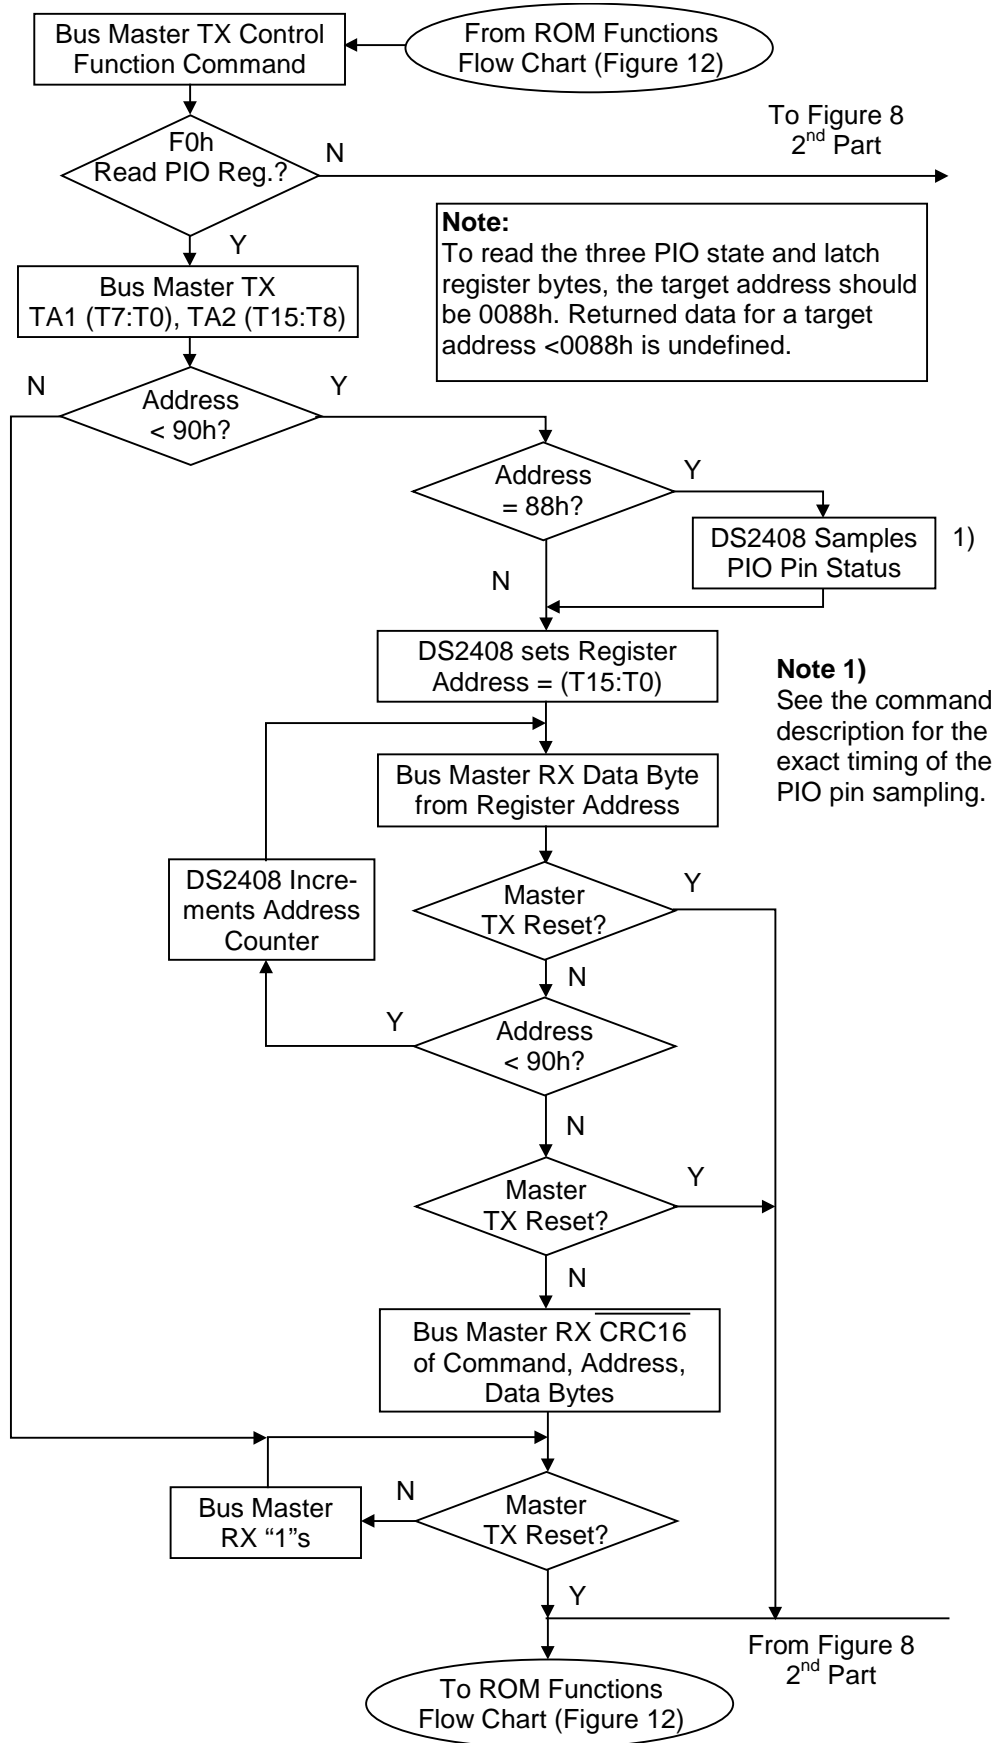 Bus Master TX Control
Function Command
From ROM Functions
Flow Chart (Figure 12)
To Figure 8
2nd Part
F0h
Read PIO Reg.?
N
Y
Note:
To read the three PIO state and latch
register bytes, the target address should
be 0088h. Returned data for a target
address <0088h is undefined.
Bus Master TX
TA1 (T7:T0), TA2 (T15:T8)
N
Y
Address
< 90h?
Address
= 88h?
Y
N
DS2408 Samples
PIO Pin Status
1)
DS2408 sets Register
Address = (T15:T0)
Note 1)
See the command
description for the
exact timing of the
PIO pin sampling.
Bus Master RX Data Byte
from Register Address
DS2408 Incre-
ments Address
Counter
Master
TX Reset?
Y
N
Y
Address
< 90h?
N
Master
TX Reset?
Y
N
Bus Master RX CRC16
of Command, Address,
Data Bytes
Bus Master
RX “1”s
N
Master
TX Reset?
Y
From Figure 8
2nd Part
To ROM Functions
Flow Chart (Figure 12)